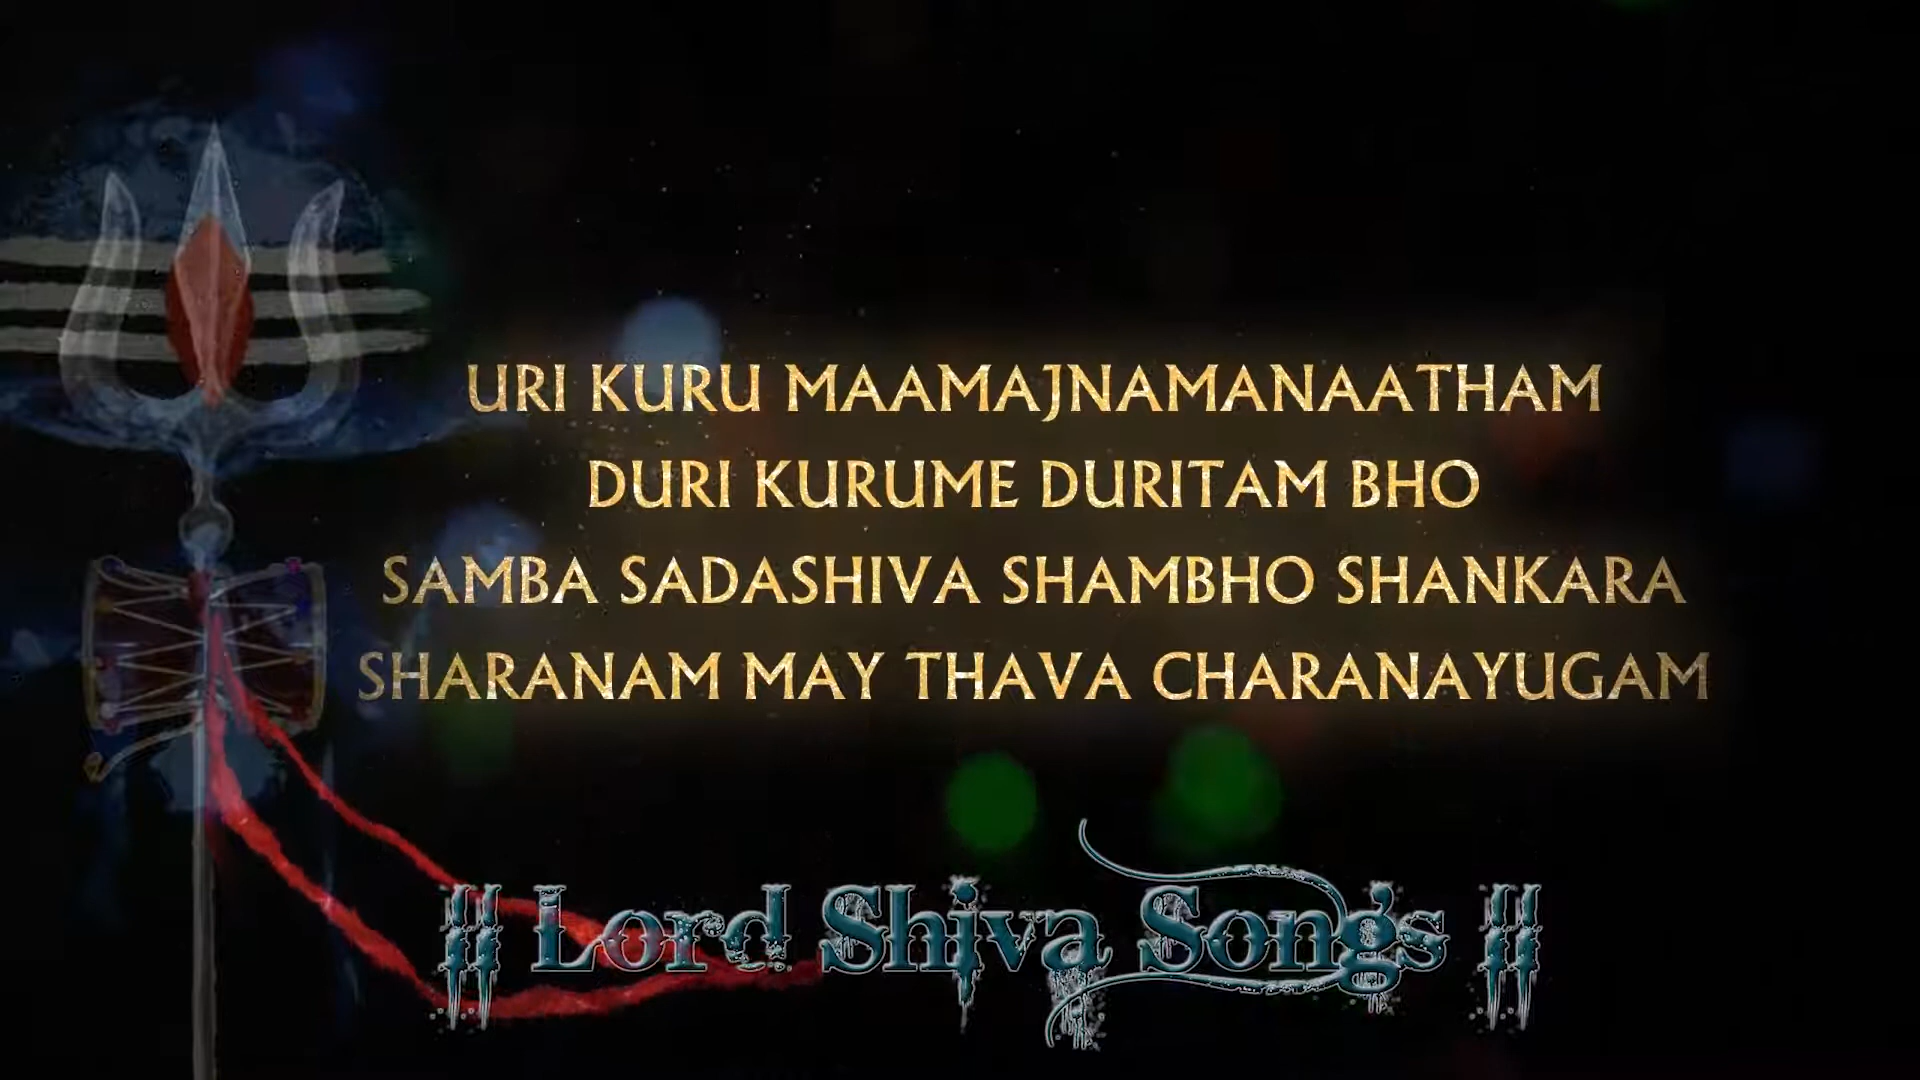 URI KURU MAAMAJNAMANAATHAM
DURI KURUME DURITAM BHO
SAMBA SADASHIVA SHAMBHO SHANKARA
SHARANAM MAY THAVA CHARANAYUGAM
|| Lord Shiva Songs ||